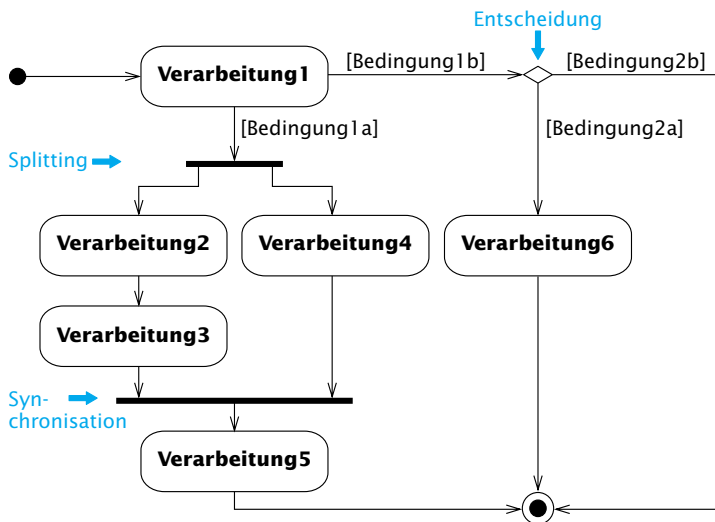 Entscheidung
[Bedingung1b]
[Bedingung2b]
Verarbeitung1
[Bedingung1a]
[Bedingung2a]
Splitting
Verarbeitung2
Verarbeitung4
Verarbeitung6
Verarbeitung3
Syn-
chronisation
Verarbeitung5